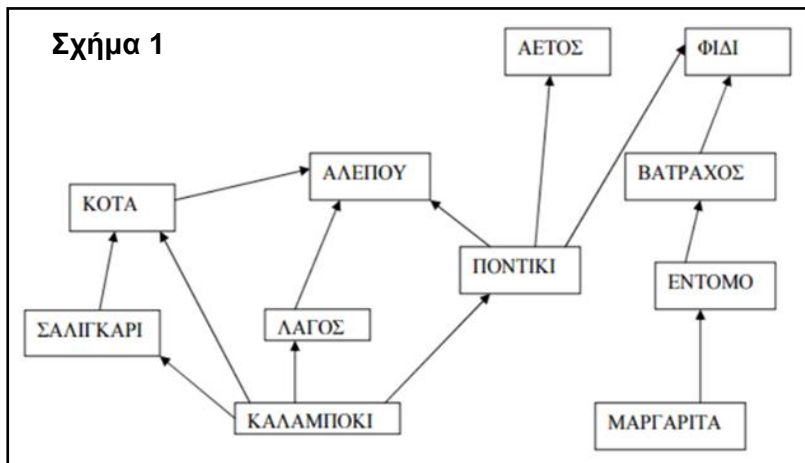 Σχήμα 1
ΑΕΤΟΣ
ΦΙΔΙ
ΑΛΕΠΟΥ
ΒΑΤΡΑΧΟΣ
ΚΟΤΑ
ΠΟΝΤΙΚΙ
ΕΝΤΟΜΟ
ΣΑΛΙΓΚΑΡΙ
ΛΑΓΟΣ
ΚΑΛΑΜΠΟΚΙ
ΜΑΡΓΑΡΙΤΑ